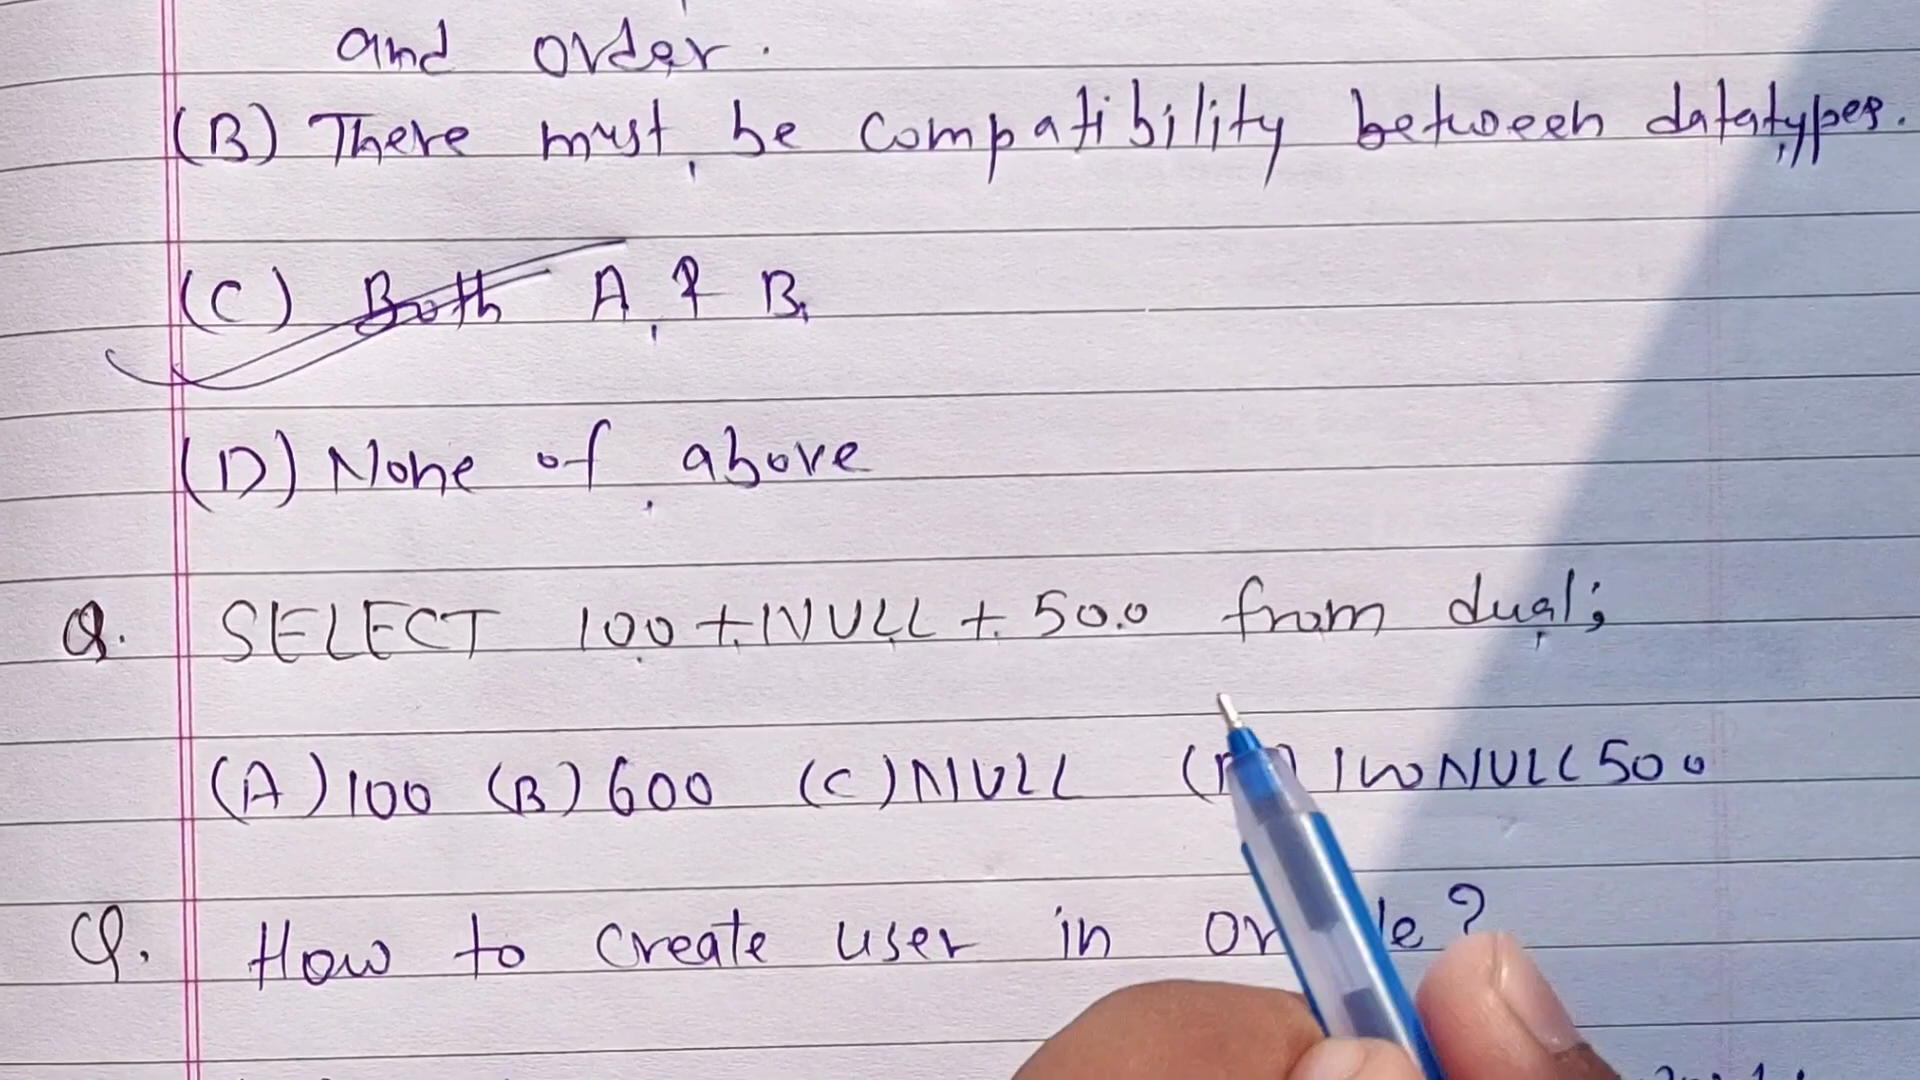 and order.
(B) There must be compatibility between datatypes.
(C) Both A & B
(D) None of above
Q. SELECT 100 + NULL + 500 from dual;
(A) 100 (B) 600 (C) NULL 100NULL500
Q. How to create user in ?